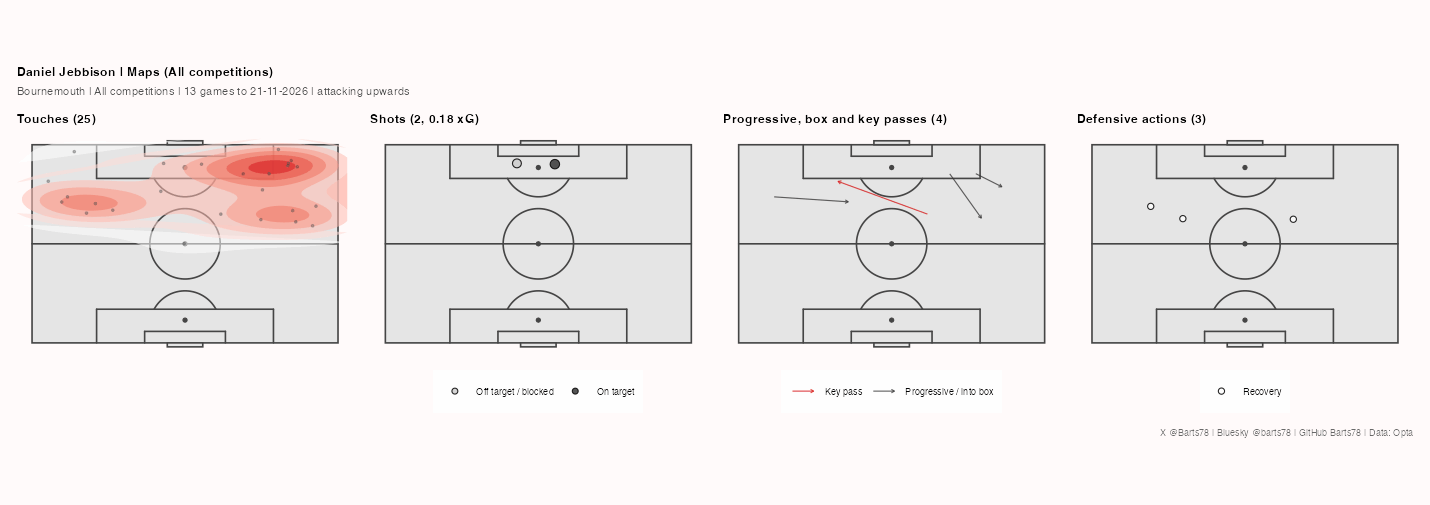 Daniel Jebbison | Maps (All competitions)
Bournemouth | All competitions | 13 games to 21-11-2026 | attacking upwards
Touches (25)
Shots (2, 0.18 xG)
Progressive, box and key passes (4)
Defensive actions (3)
Off target / blocked
On target
Key pass
Progressive / into box
Recovery
X @Barts78 | Bluesky @barts78 | GitHub Barts78 | Data: Opta